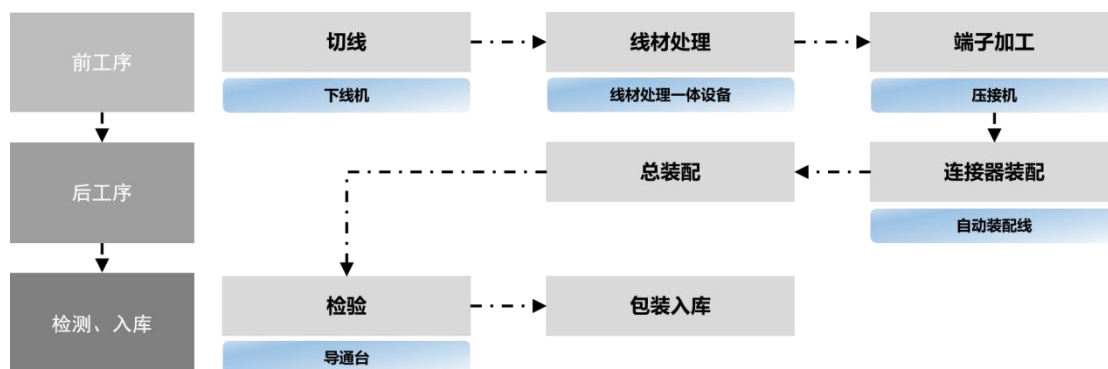 前工序
切线
线材处理
端子加工
下线机
线材处理一体设备
压接机
后工序
总装配
连接器装配
自动装配线
检测、入库
检验
包装入库
导通台